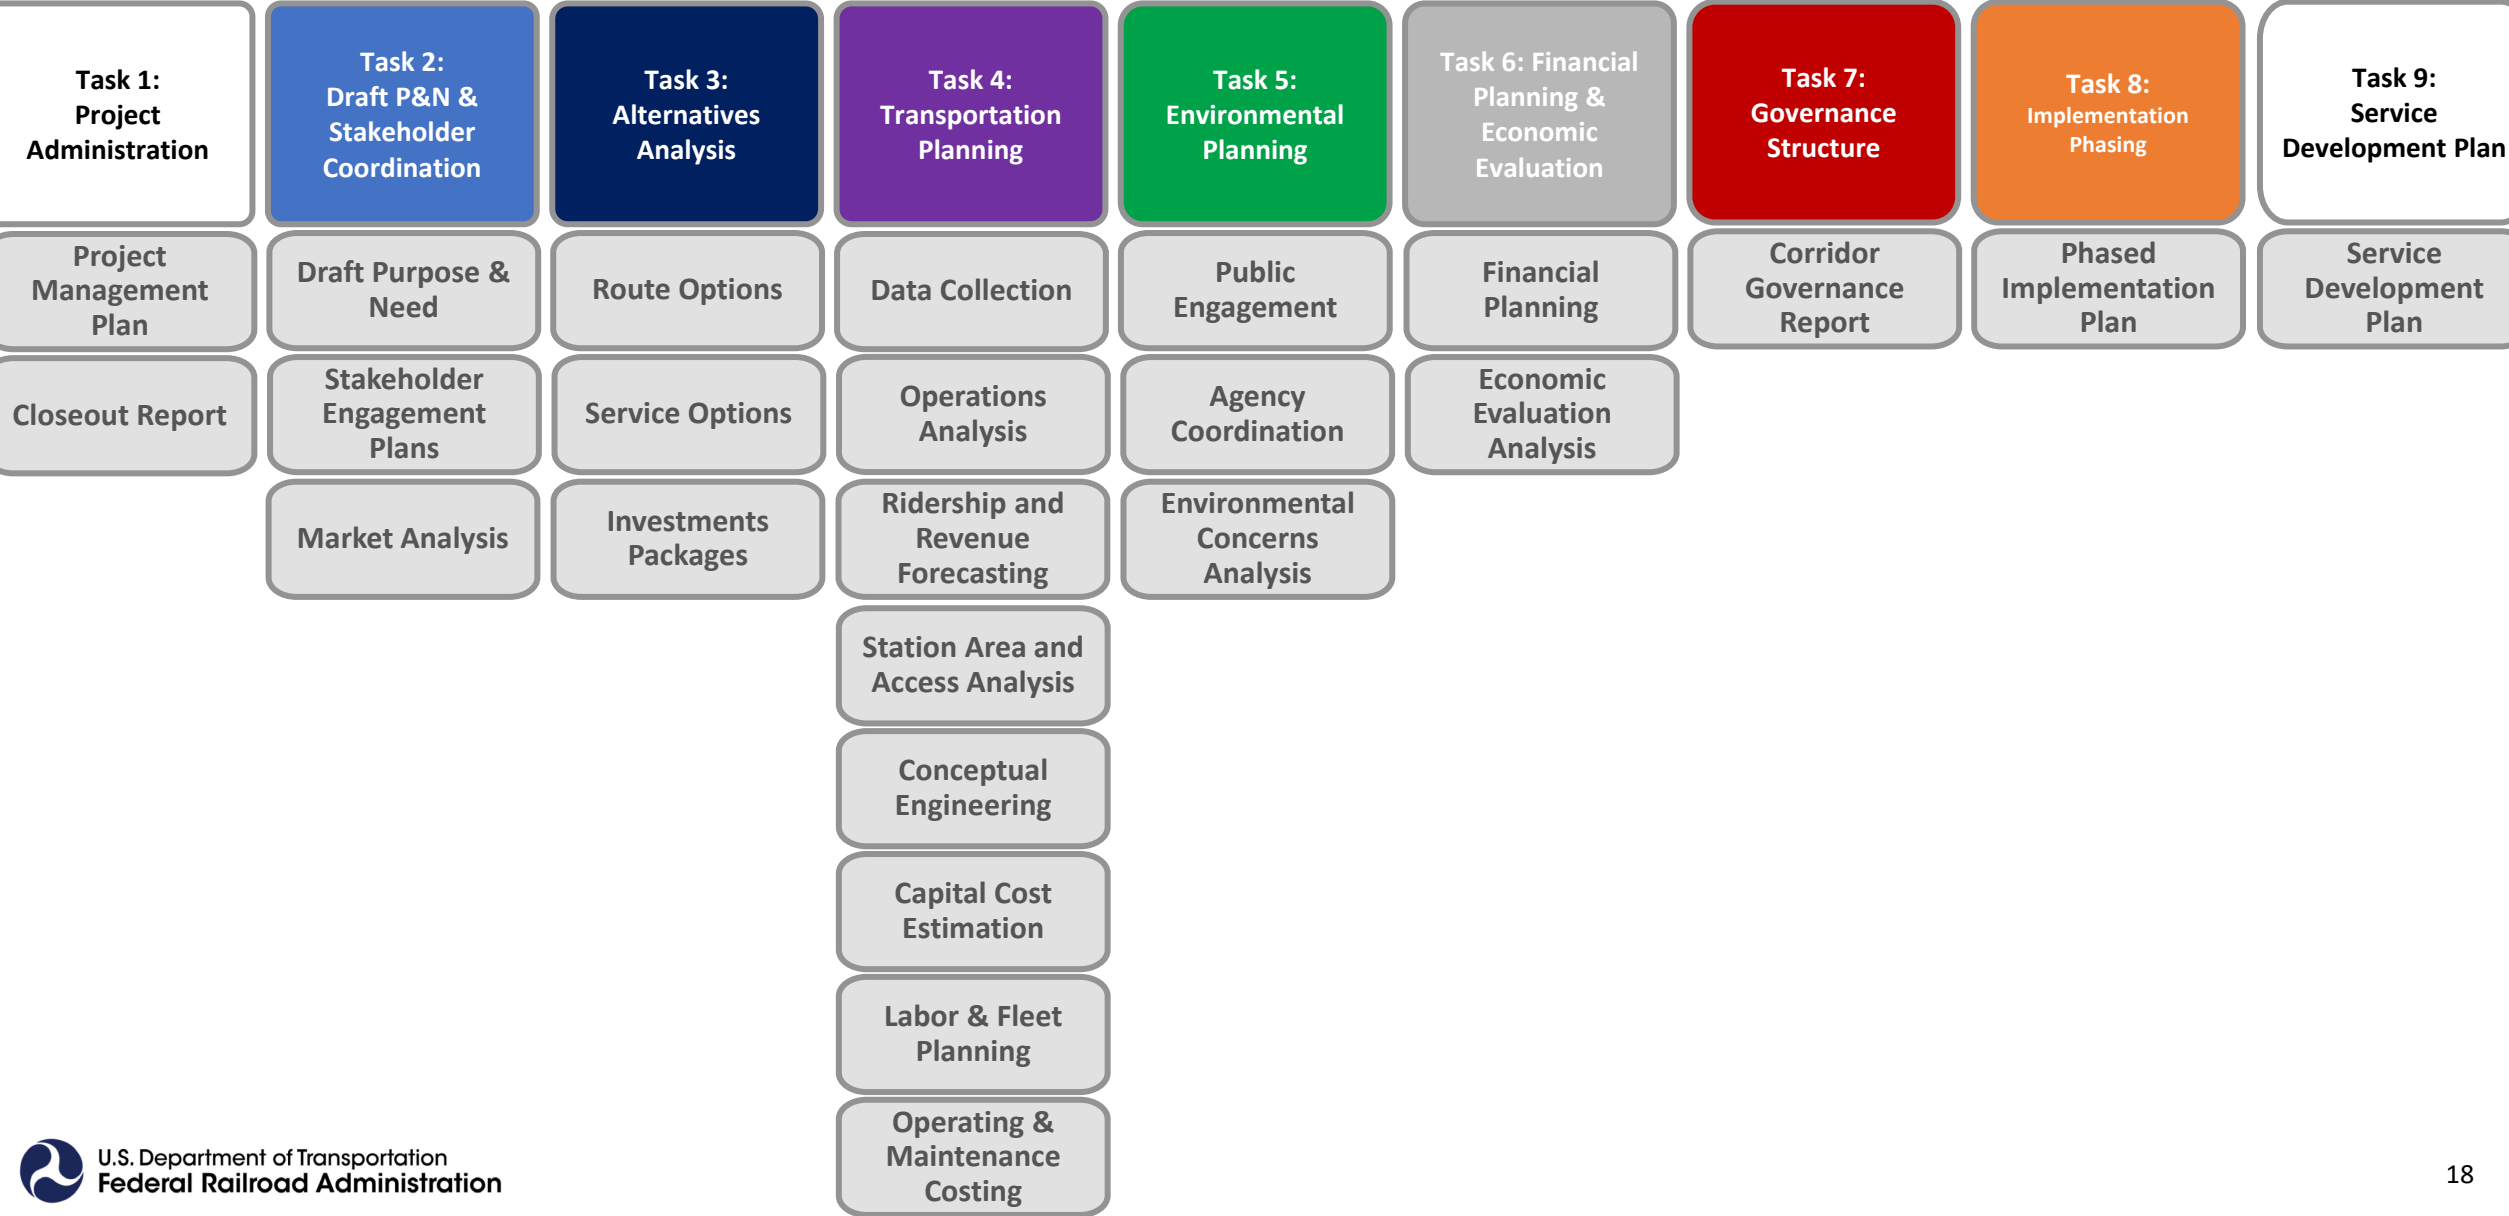 Task 1:
Project
Administration
Project
Management
Plan
Closeout Report
Task 2:
Draft P&N &
Stakeholder
Coordination
Draft Purpose &
Need
Stakeholder
Engagement
Plans
Market Analysis
Task 3:
Alternatives
Analysis
Route Options
Service Options
Investments
Packages
Task 4:
Transportation
Planning
Data Collection
Operations
Analysis
Ridership and
Revenue
Forecasting
Station Area and
Access Analysis
Conceptual
Engineering
Capital Cost
Estimation
Labor & Fleet
Planning
Operating &
Maintenance
Costing
Task 5:
Environmental
Planning
Public
Engagement
Agency
Coordination
Environmental
Concerns
Analysis
Task 6: Financial
Planning &
Economic
Evaluation
Financial
Planning
Economic
Evaluation
Analysis
Task 7:
Governance
Structure
Corridor
Governance
Report
Task 8:
Implementation
Phasing
Phased
Implementation
Plan
Task 9:
Service
Development Plan
Service
Development
Plan
U.S. Department of Transportation
Federal Railroad Administration
18